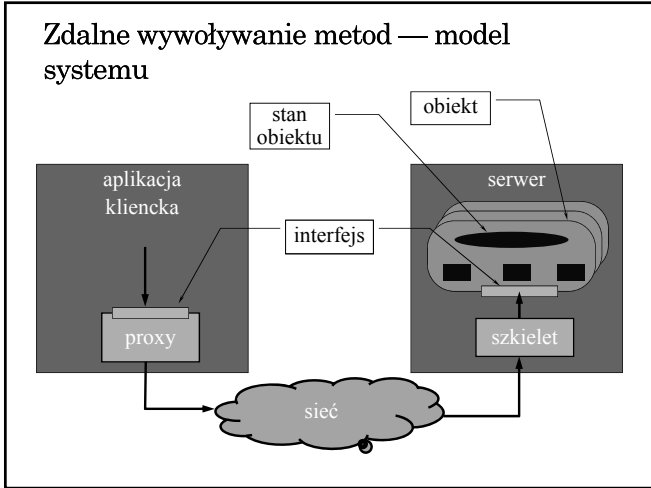 Zdalne wywoływanie metod — model
systemu
stan
obiektu
obiekt
aplikacja
kliencka
serwer
interfejs
proxy
szkielet
sieć